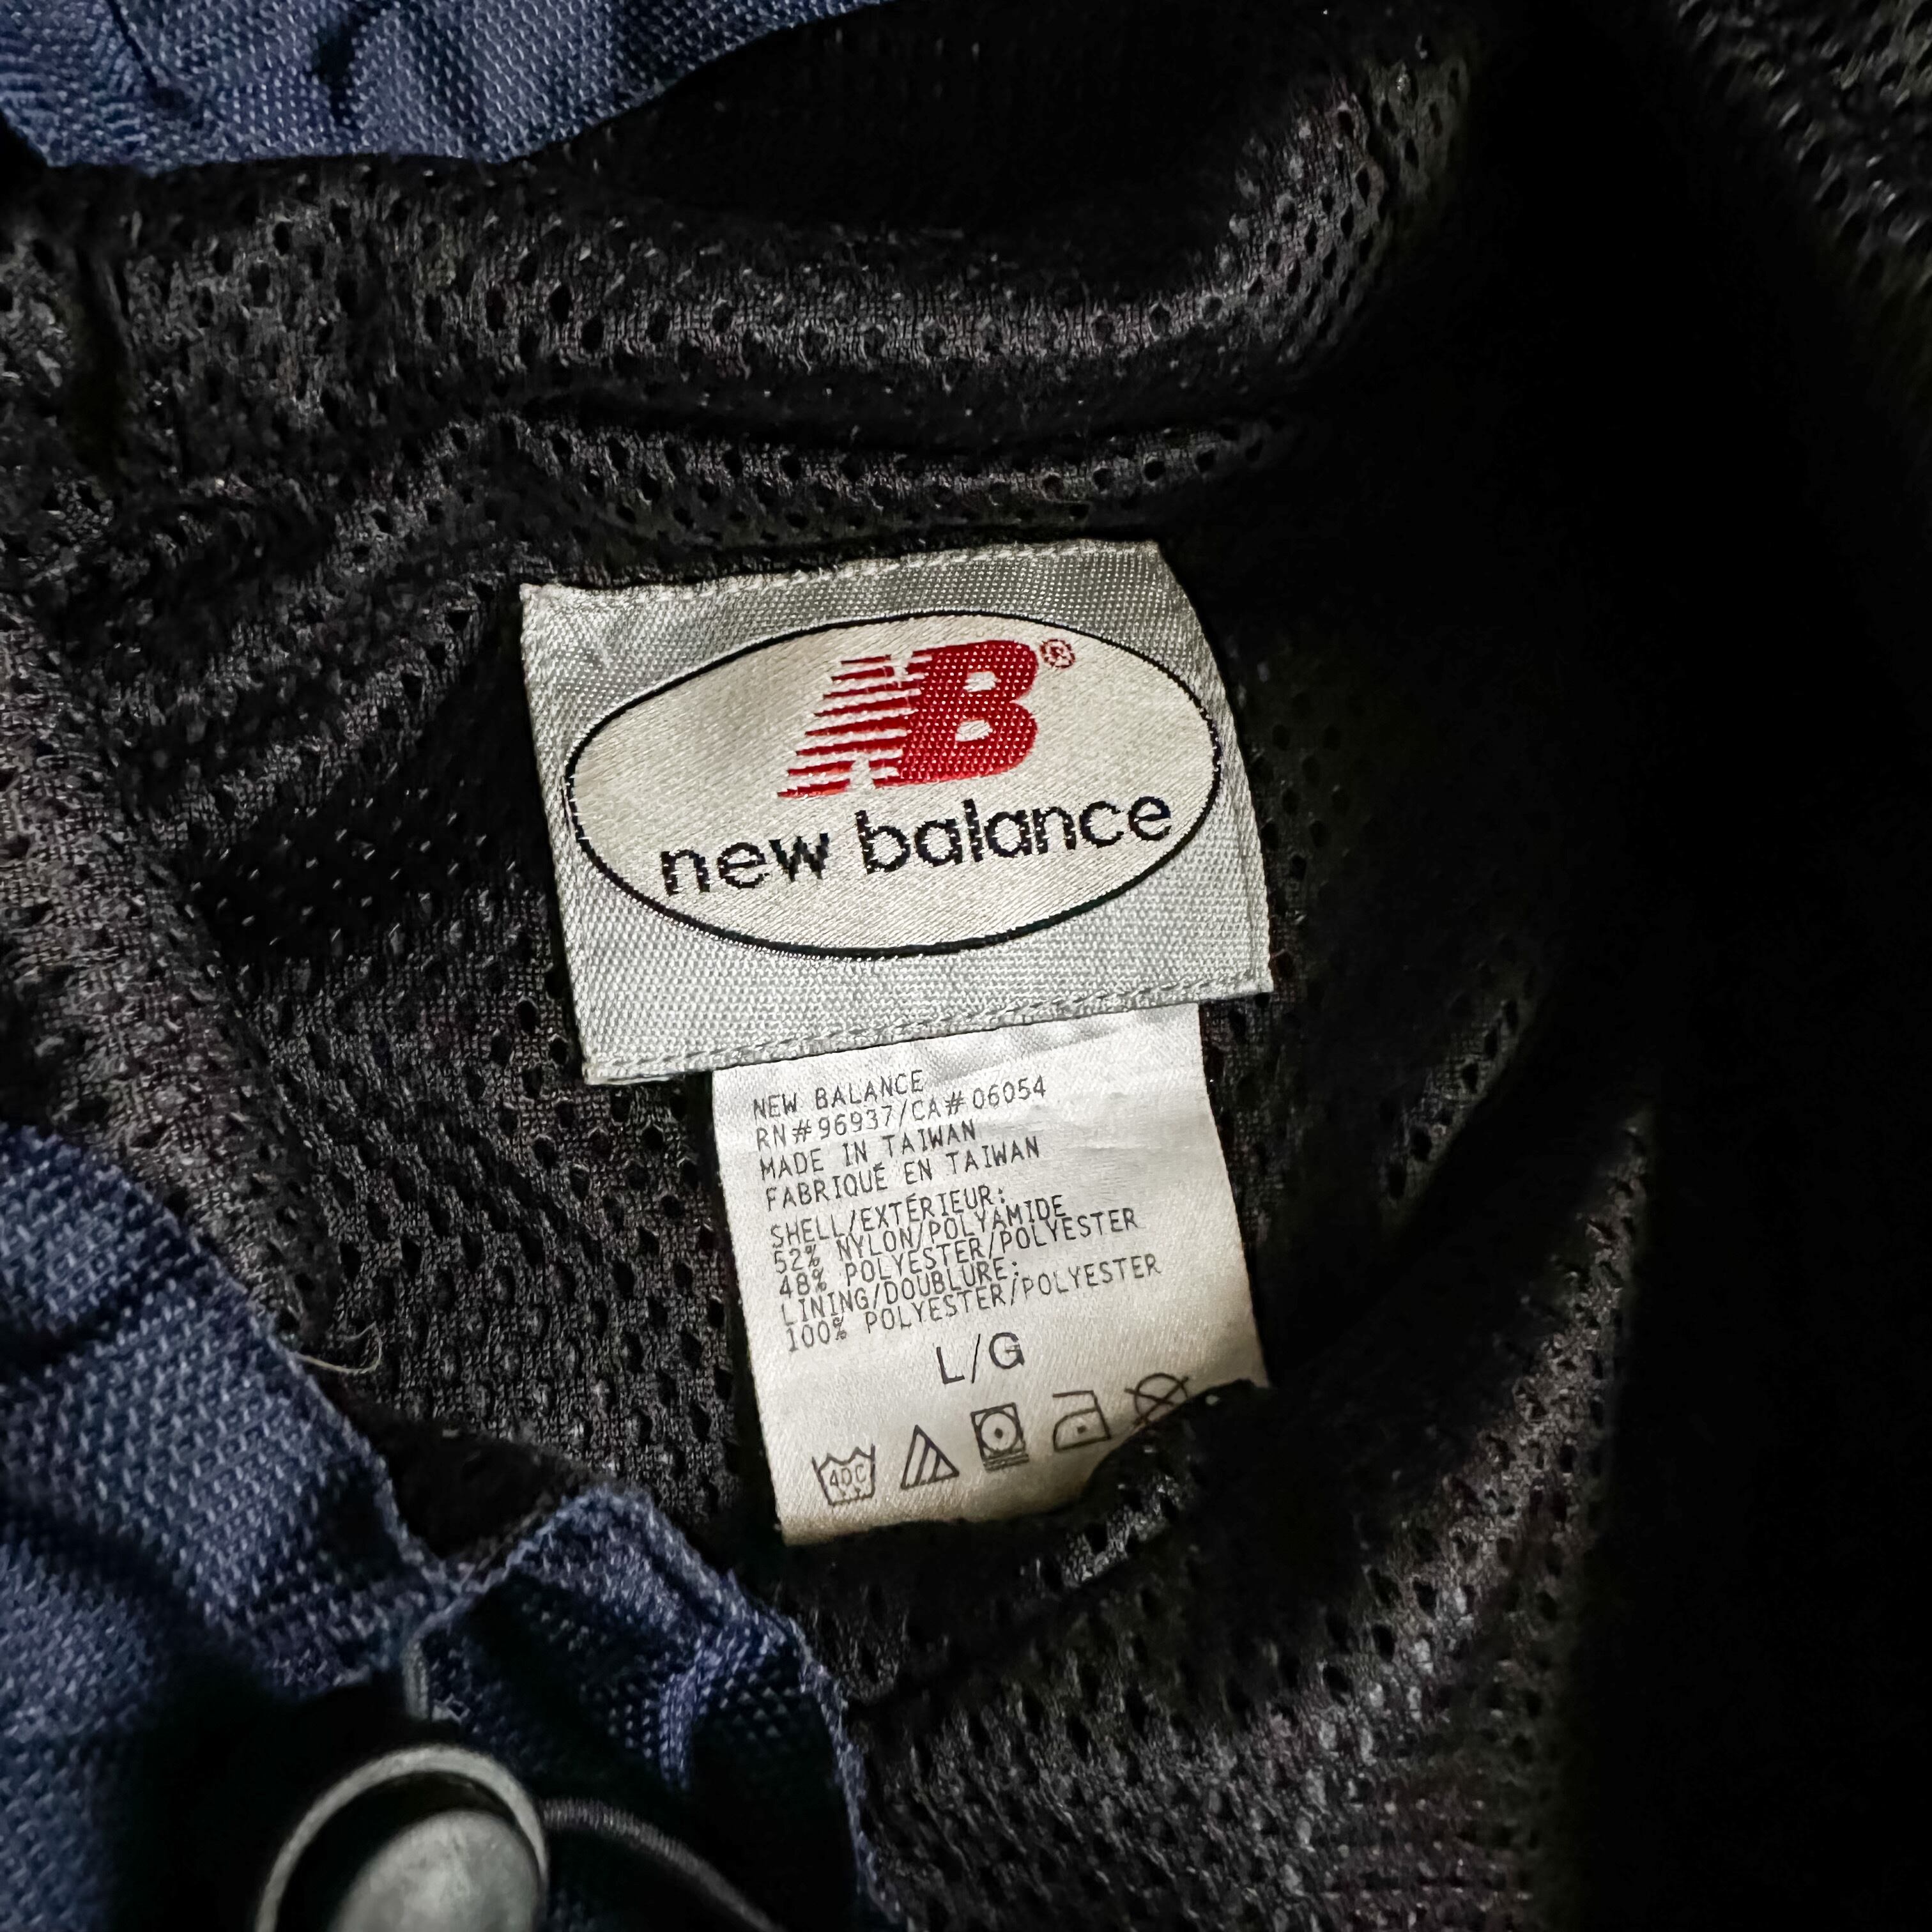 NB®
new balance
NEW BALANCE
RN#96937/CA#06054
MADE IN TAIWAN
FABRIQUÉ EN TAIWAN
SHELL/EXTÉRIEUR:
52% NYLON/POLYAMIDE
48% POLYESTER/POLYESTER
LINING/DOUBLURE:
100% POLYESTER/POLYESTER
L/G
40C